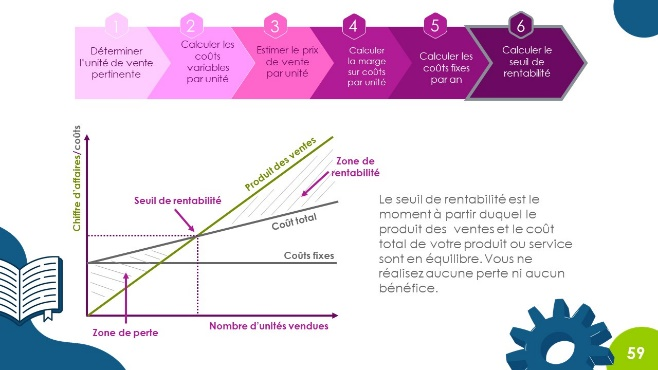 1
Déterminer
l'unité de vente
pertinente
2
Calculer les
coûts
variables
par unité
3
Estimer le prix
de vente
par unité
4
Calculer
la marge
sur coûts
par unité
5
Calculer les
coûts fixes
par an
6
Calculer le
seuil de
rentabilité
Chiffre d'affaires/coûts
Produit des ventes
Zone de
rentabilité
Seuil de rentabilité
Coût total
Coûts fixes
Zone de perte
Nombre d'unités vendues
Le seuil de rentabilité est le
moment à partir duquel le
produit des ventes et le coût
total de votre produit ou service
sont en équilibre. Vous ne
réalisez aucune perte ni aucun
bénéfice.
59